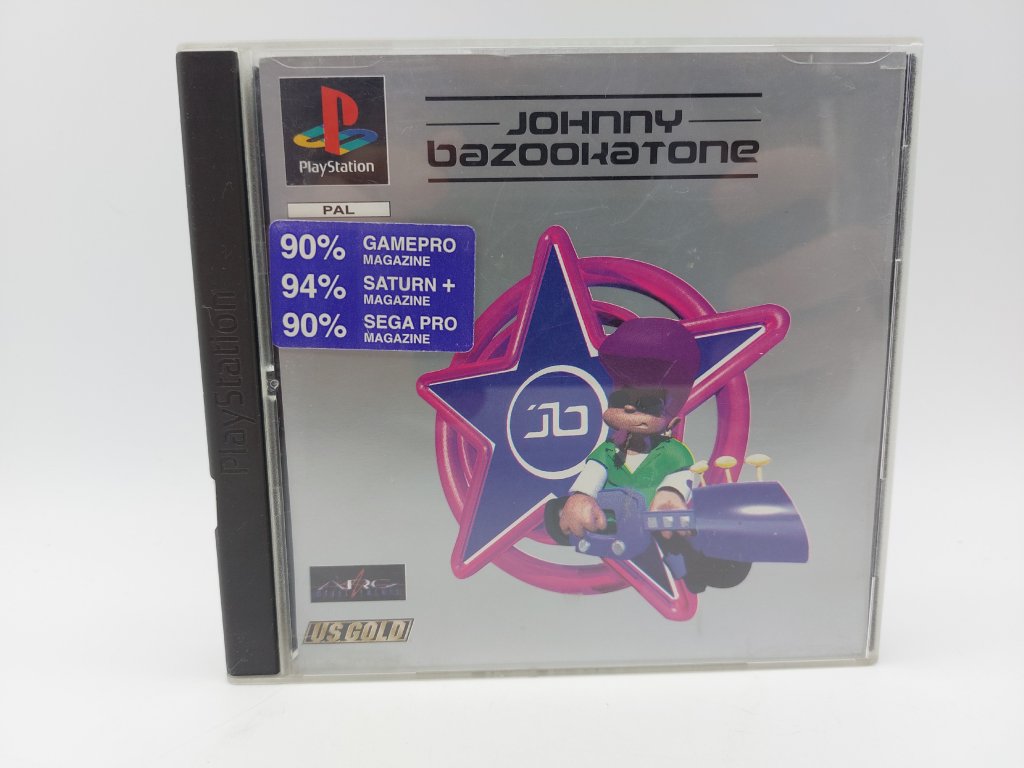 PlayStation
PAL
JOHNNY
bazookatone
90% GAMEPRO
MAGAZINE
94% SATURN +
MAGAZINE
90% SEGA PRO
MAGAZINE
Jb
PlayStation
US GOLD